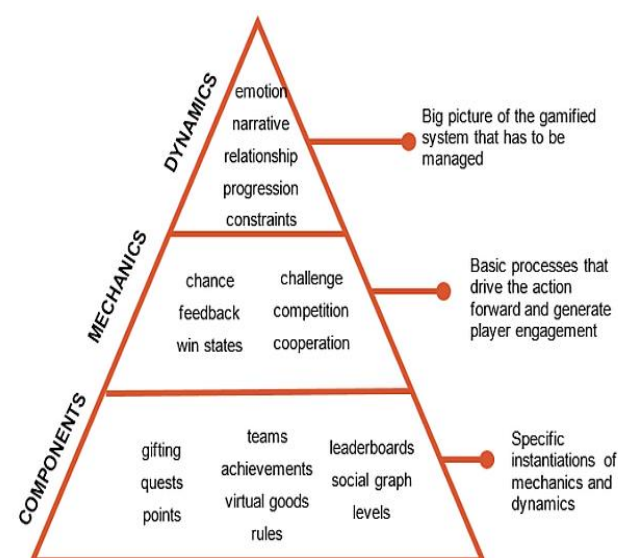 DYNAMICS
emotion
narrative
relationship
progression
constraints
Big picture of the gamified
system that has to be
managed
MECHANICS
chance
feedback
win states
challenge
competition
cooperation
Basic processes that
drive the action
forward and generate
player engagement
COMPONENTS
gifting
quests
points
teams
achievements
virtual goods
rules
leaderboards
social graph
levels
Specific
instantiations of
mechanics and
dynamics